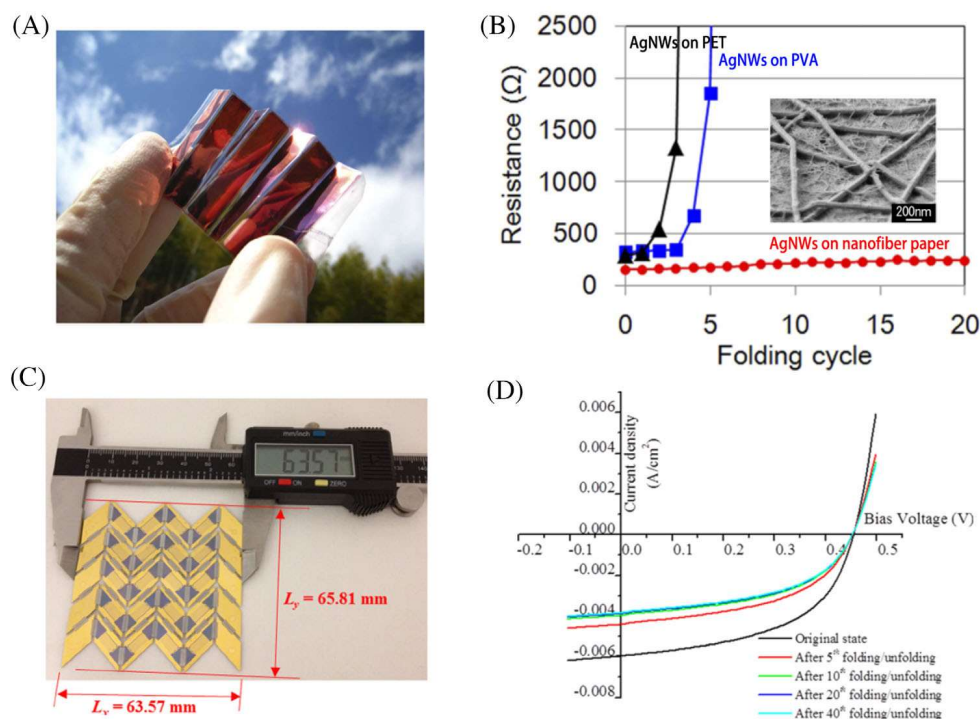 (A)
(B)
AgNWs on PET
AgNWs on PVA
Resistance (Ω)
2500
2000
1500
1000
500
0
200nm
AgNWs on nanofiber paper
0
5
10
15
20
Folding cycle
(C)
mm/inch
6357
OFF
ON
ZERO
Ly = 65.81 mm
Lx = 63.57 mm
(D)
Current density
(A/cm²)
0.006
0.004
0.002
0.000
-0.002
-0.004
-0.006
-0.008
Bias Voltage (V)
-0.2
-0.1
0.0
0.1
0.2
0.3
0.4
0.5
Original state
After 5th folding/unfolding
After 10th folding/unfolding
After 20th folding/unfolding
After 40th folding/unfolding